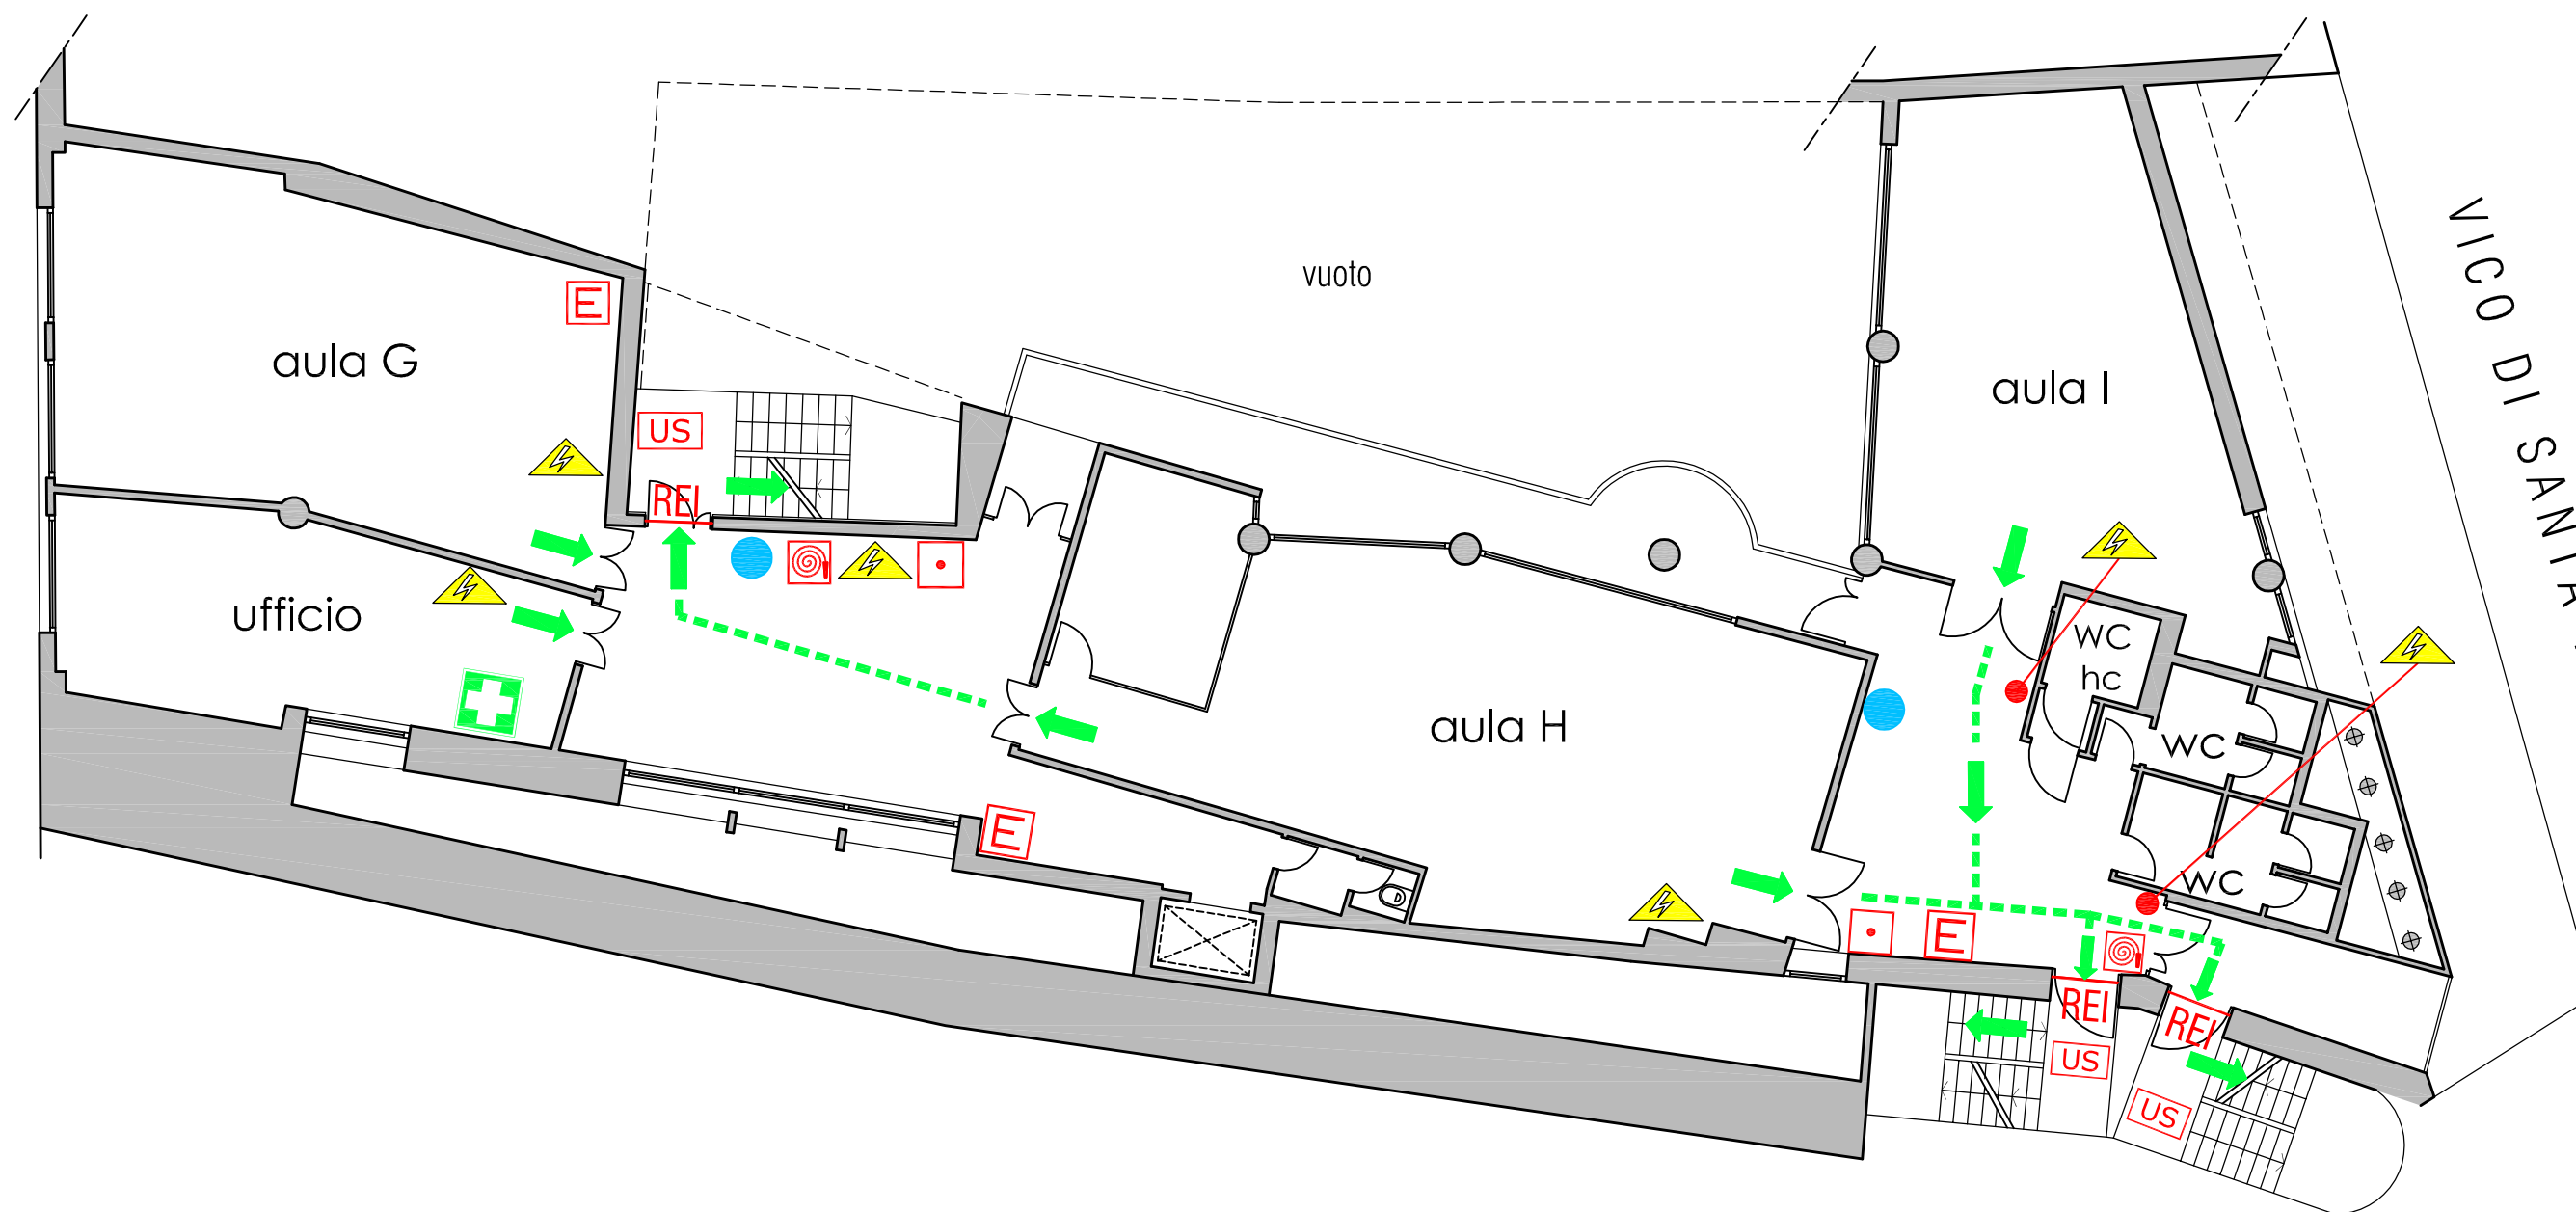 vuoto
VICO DI SANTA
E
aula G
aula I
US
REI
ufficio
WC
hc
aula H
WC
E
WC
E
REI
REI
US
US